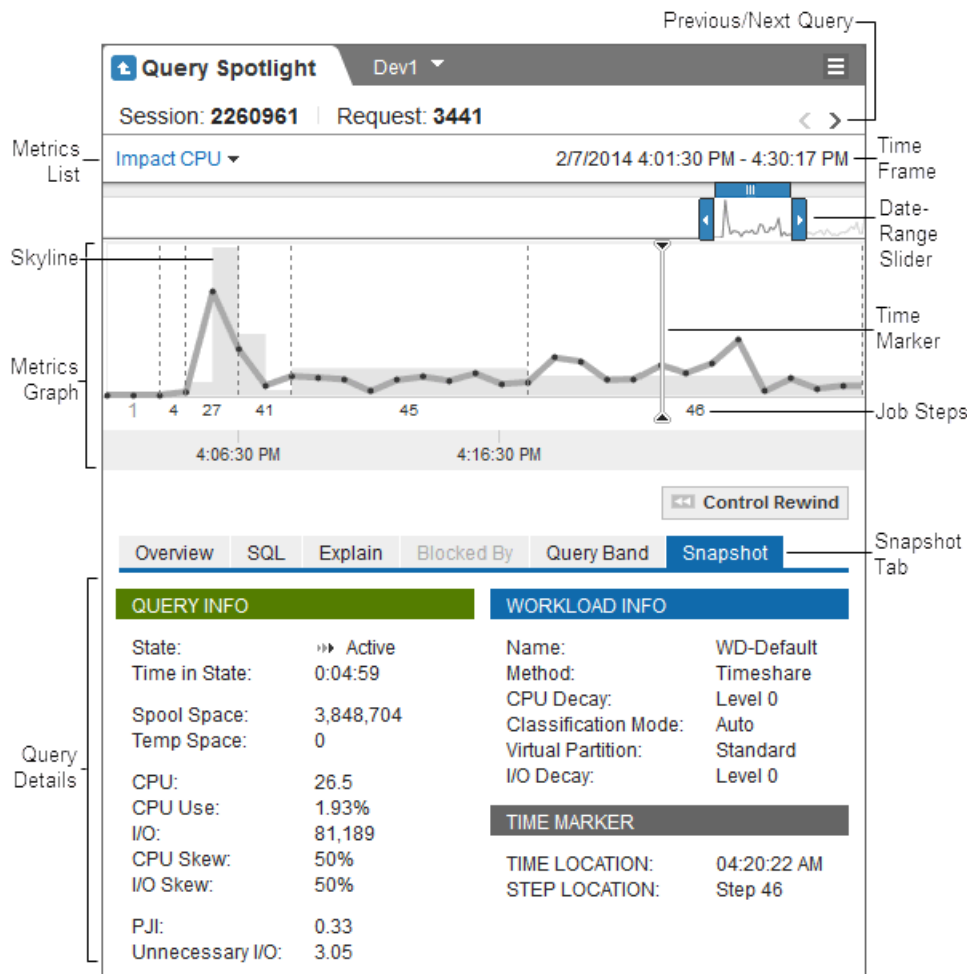 Previous/Next Query
Query Spotlight
Dev1
Session: 2260961
Request: 3441
Metrics List
Impact CPU
2/7/2014 4:01:30 PM - 4:30:17 PM
Time Frame
Date-Range Slider
Skyline
Time Marker
Metrics Graph
1 4 27 41 45 46
Job Steps
4:06:30 PM 4:16:30 PM
Control Rewind
Overview SQL Explain Blocked By Query Band Snapshot
Snapshot Tab
Query Details
QUERY INFO
State: Active
Time in State: 0:04:59
Spool Space: 3,848,704
Temp Space: 0
CPU: 26.5
CPU Use: 1.93%
I/O: 81,189
CPU Skew: 50%
I/O Skew: 50%
PJI: 0.33
Unnecessary I/O: 3.05
WORKLOAD INFO
Name: WD-Default
Method: Timeshare
CPU Decay: Level 0
Classification Mode: Auto
Virtual Partition: Standard
I/O Decay: Level 0
TIME MARKER
TIME LOCATION: 04:20:22 AM
STEP LOCATION: Step 46